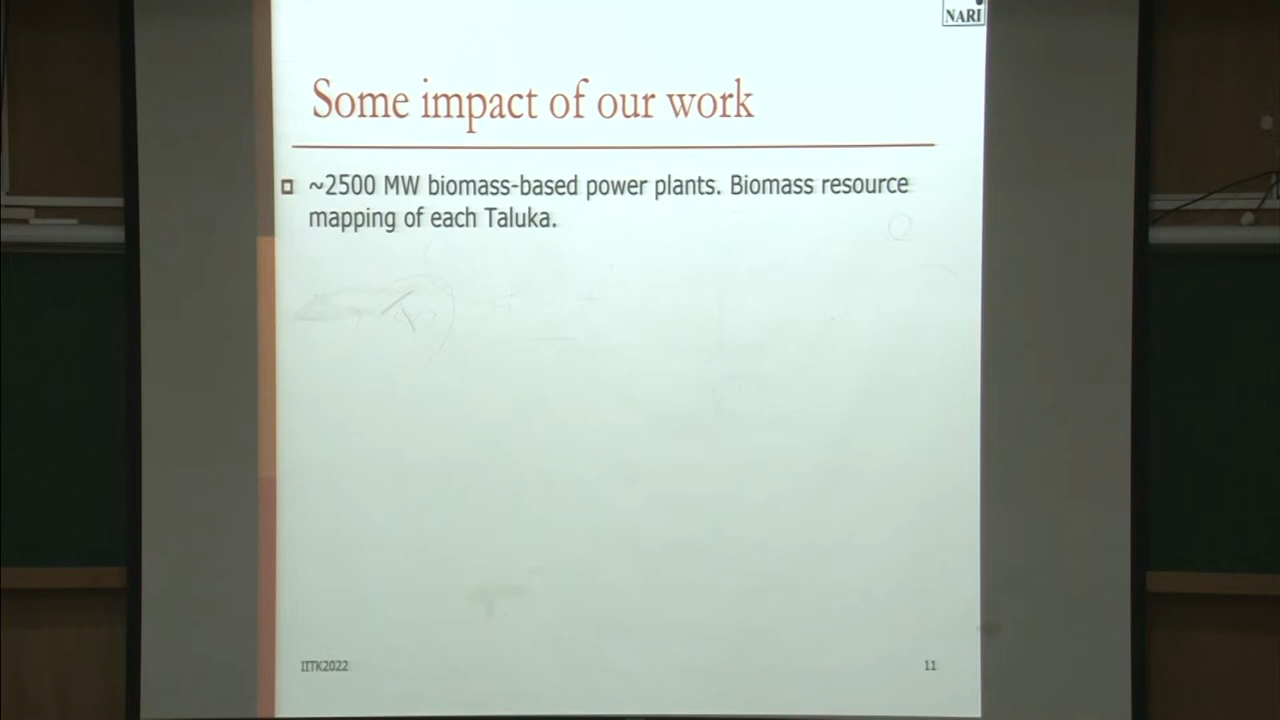 NARI
Some impact of our work
~2500 MW biomass-based power plants. Biomass resource
mapping of each Taluka.
IITK2022
11